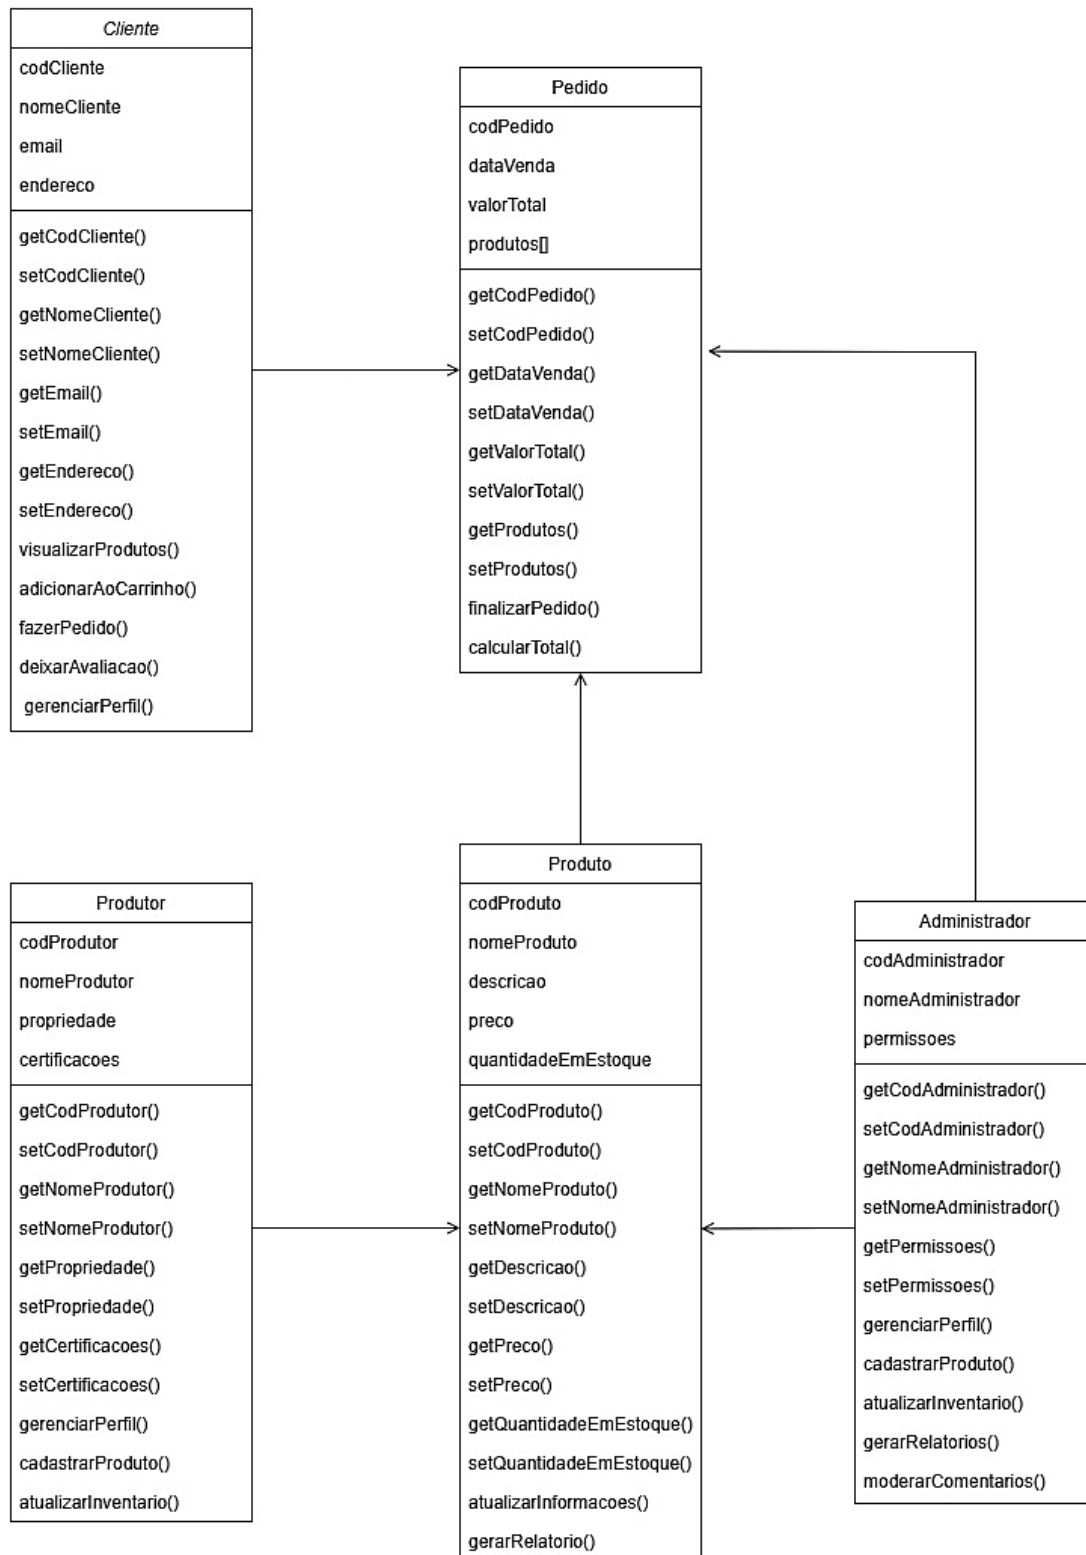 Cliente
codCliente
nomeCliente
email
endereco
getCodCliente()
setCodCliente()
getNomeCliente()
setNomeCliente()
getEmail()
setEmail()
getEndereco()
setEndereco()
visualizarProdutos()
adicionarAoCarrinho()
fazerPedido()
deixarAvaliacao()
gerenciarPerfil()
Pedido
codPedido
dataVenda
valorTotal
produtos[]
getCodPedido()
setCodPedido()
getDataVenda()
setDataVenda()
getValorTotal()
setValorTotal()
getProdutos()
setProdutos()
finalizarPedido()
calcularTotal()
Produtor
codProdutor
nomeProdutor
propriedade
certificacoes
getCodProdutor()
setCodProdutor()
getNomeProdutor()
setNomeProdutor()
getPropriedade()
setPropriedade()
getCertificacoes()
setCertificacoes()
gerenciarPerfil()
cadastrarProduto()
atualizarInventario()
Produto
codProduto
nomeProduto
descricao
preco
quantidadeEmEstoque
getCodProduto()
setCodProduto()
getNomeProduto()
setNomeProduto()
getDescricao()
setDescricao()
getPreco()
setPreco()
getQuantidadeEmEstoque()
setQuantidadeEmEstoque()
atualizarInformacoes()
gerarRelatorio()
Administrador
codAdministrador
nomeAdministrador
permissoes
getCodAdministrador()
setCodAdministrador()
getNomeAdministrador()
setNomeAdministrador()
getPermissoes()
setPermissoes()
gerenciarPerfil()
cadastrarProduto()
atualizarInventario()
gerarRelatorios()
moderarComentarios()